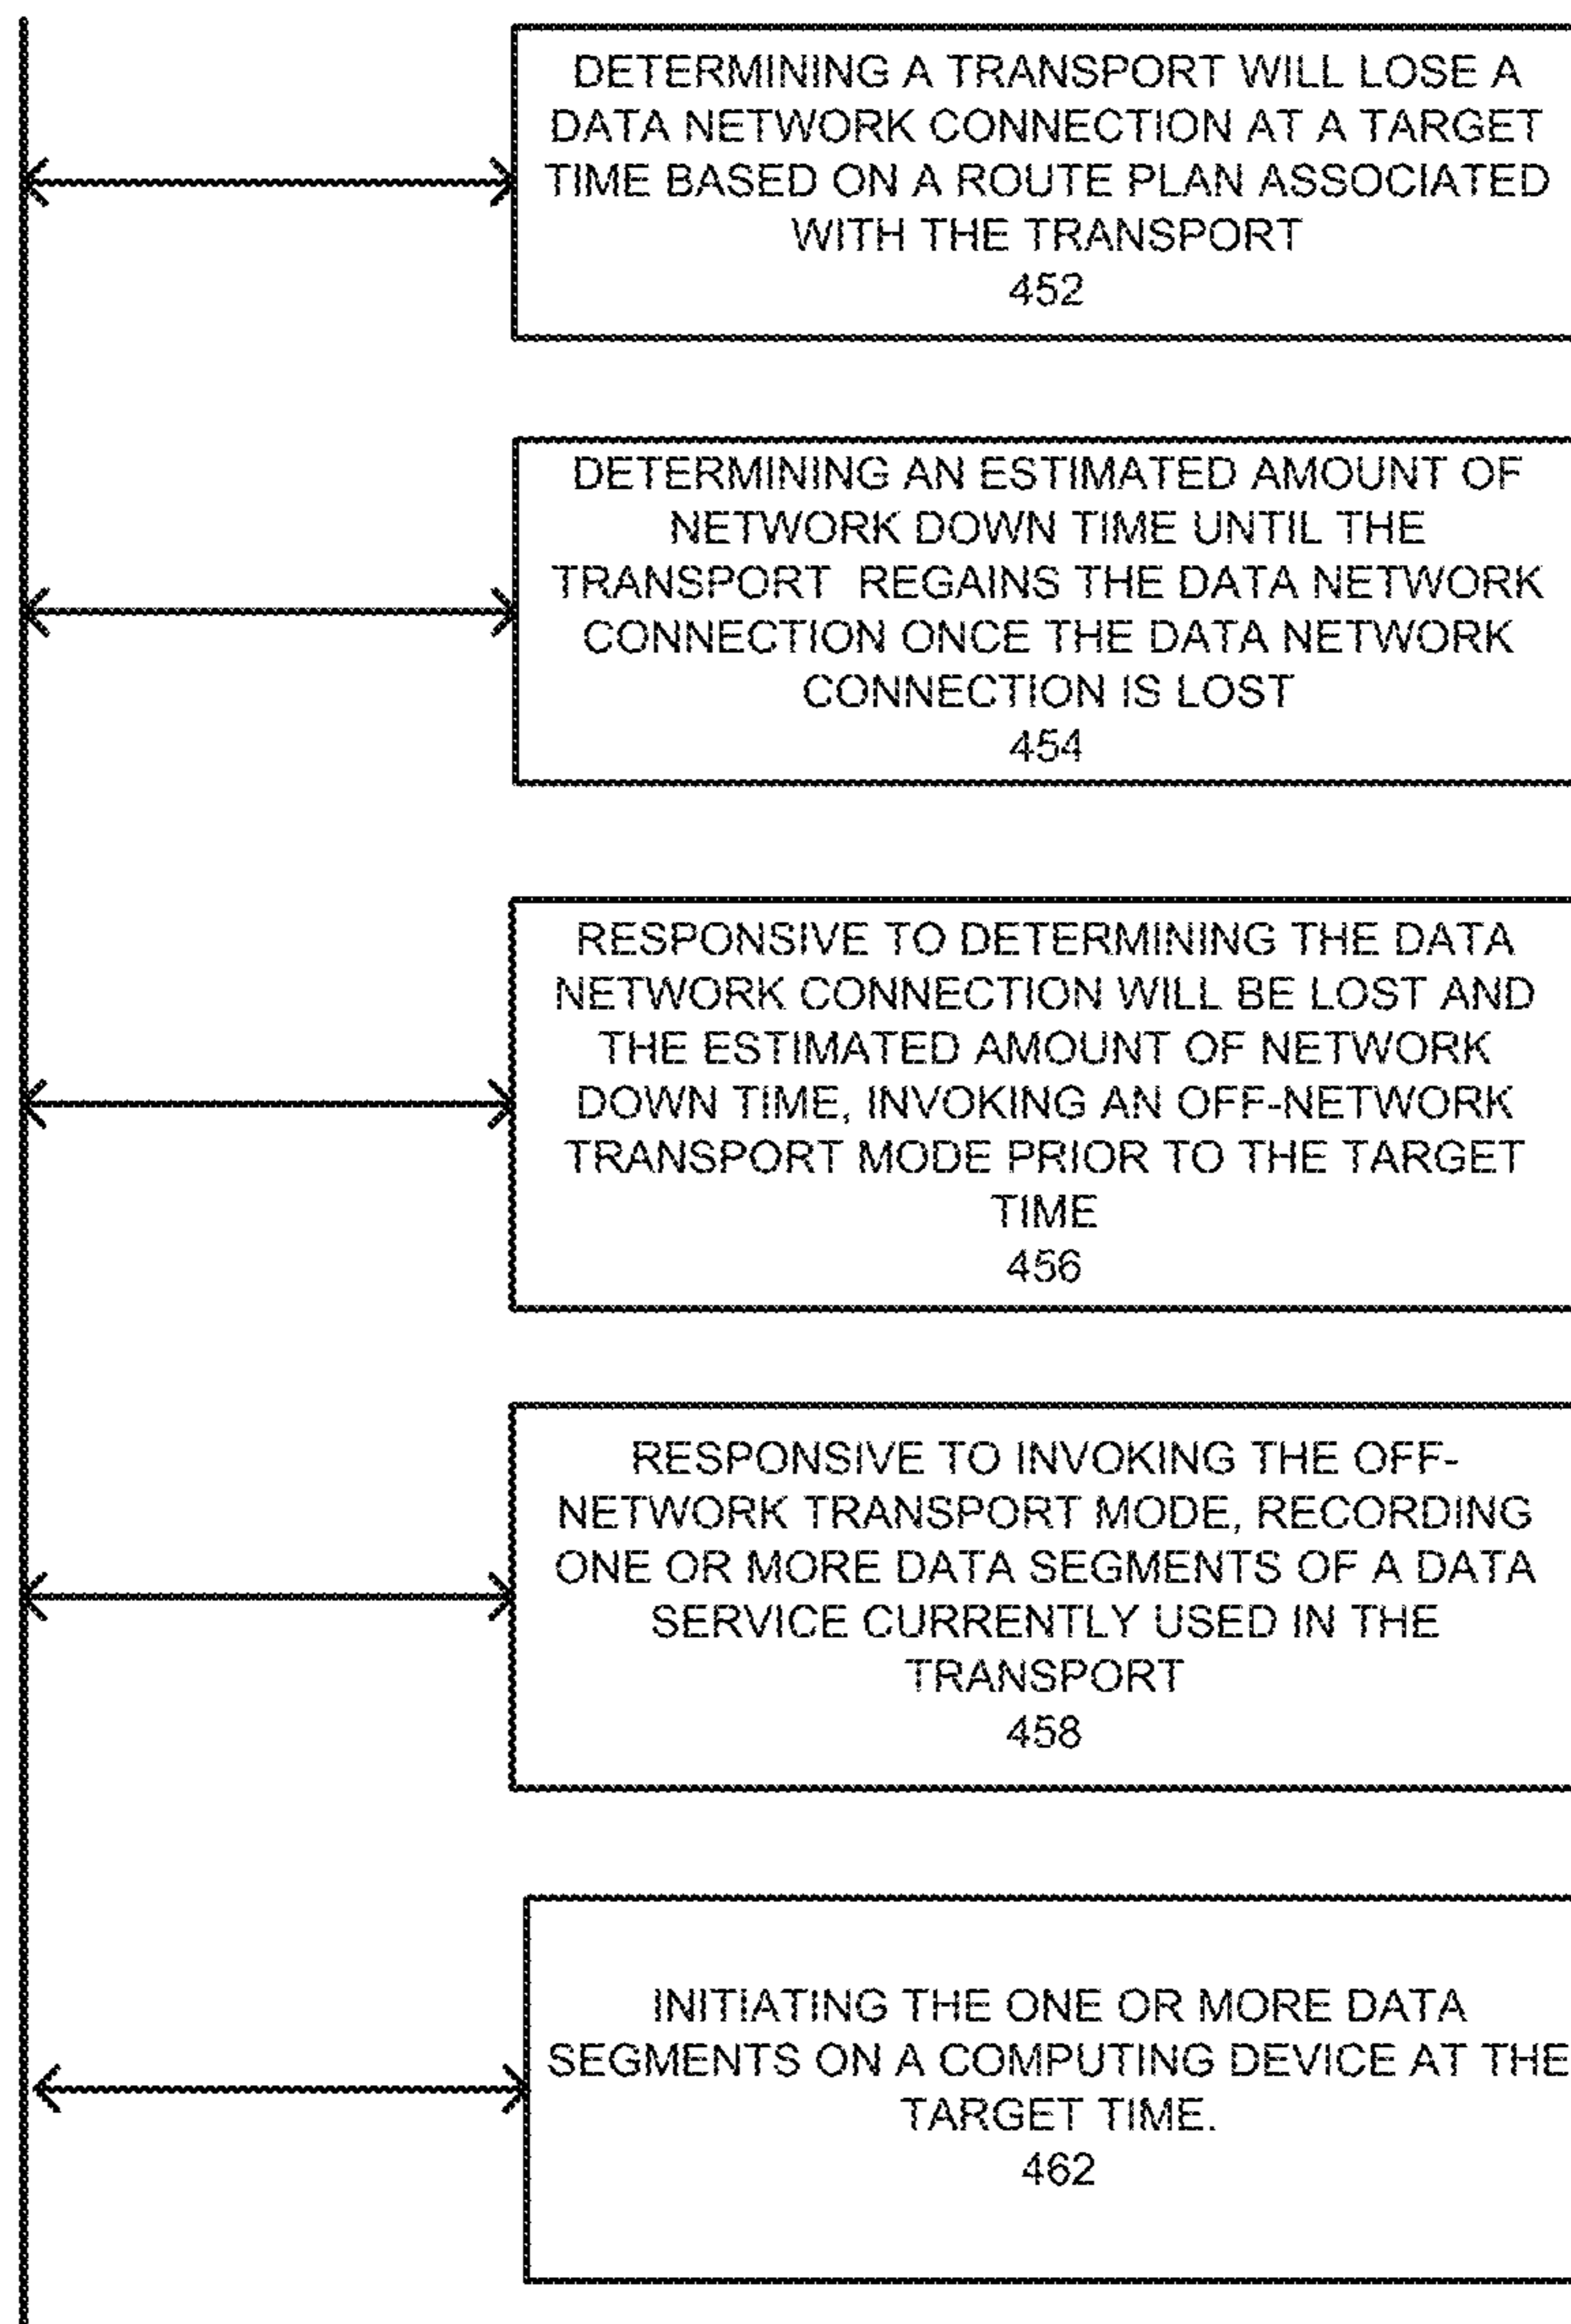 DETERMINING A TRANSPORT WILL LOSE A
DATA NETWORK CONNECTION AT A TARGET
TIME BASED ON A ROUTE PLAN ASSOCIATED
WITH THE TRANSPORT
452
DETERMINING AN ESTIMATED AMOUNT OF
NETWORK DOWN TIME UNTIL THE
TRANSPORT REGAINS THE DATA NETWORK
CONNECTION ONCE THE DATA NETWORK
CONNECTION IS LOST
454
RESPONSIVE TO DETERMINING THE DATA
NETWORK CONNECTION WILL BE LOST AND
THE ESTIMATED AMOUNT OF NETWORK
DOWN TIME, INVOKING AN OFF-NETWORK
TRANSPORT MODE PRIOR TO THE TARGET
TIME
456
RESPONSIVE TO INVOKING THE OFF-
NETWORK TRANSPORT MODE, RECORDING
ONE OR MORE DATA SEGMENTS OF A DATA
SERVICE CURRENTLY USED IN THE
TRANSPORT
458
INITIATING THE ONE OR MORE DATA
SEGMENTS ON A COMPUTING DEVICE AT THE
TARGET TIME.
462